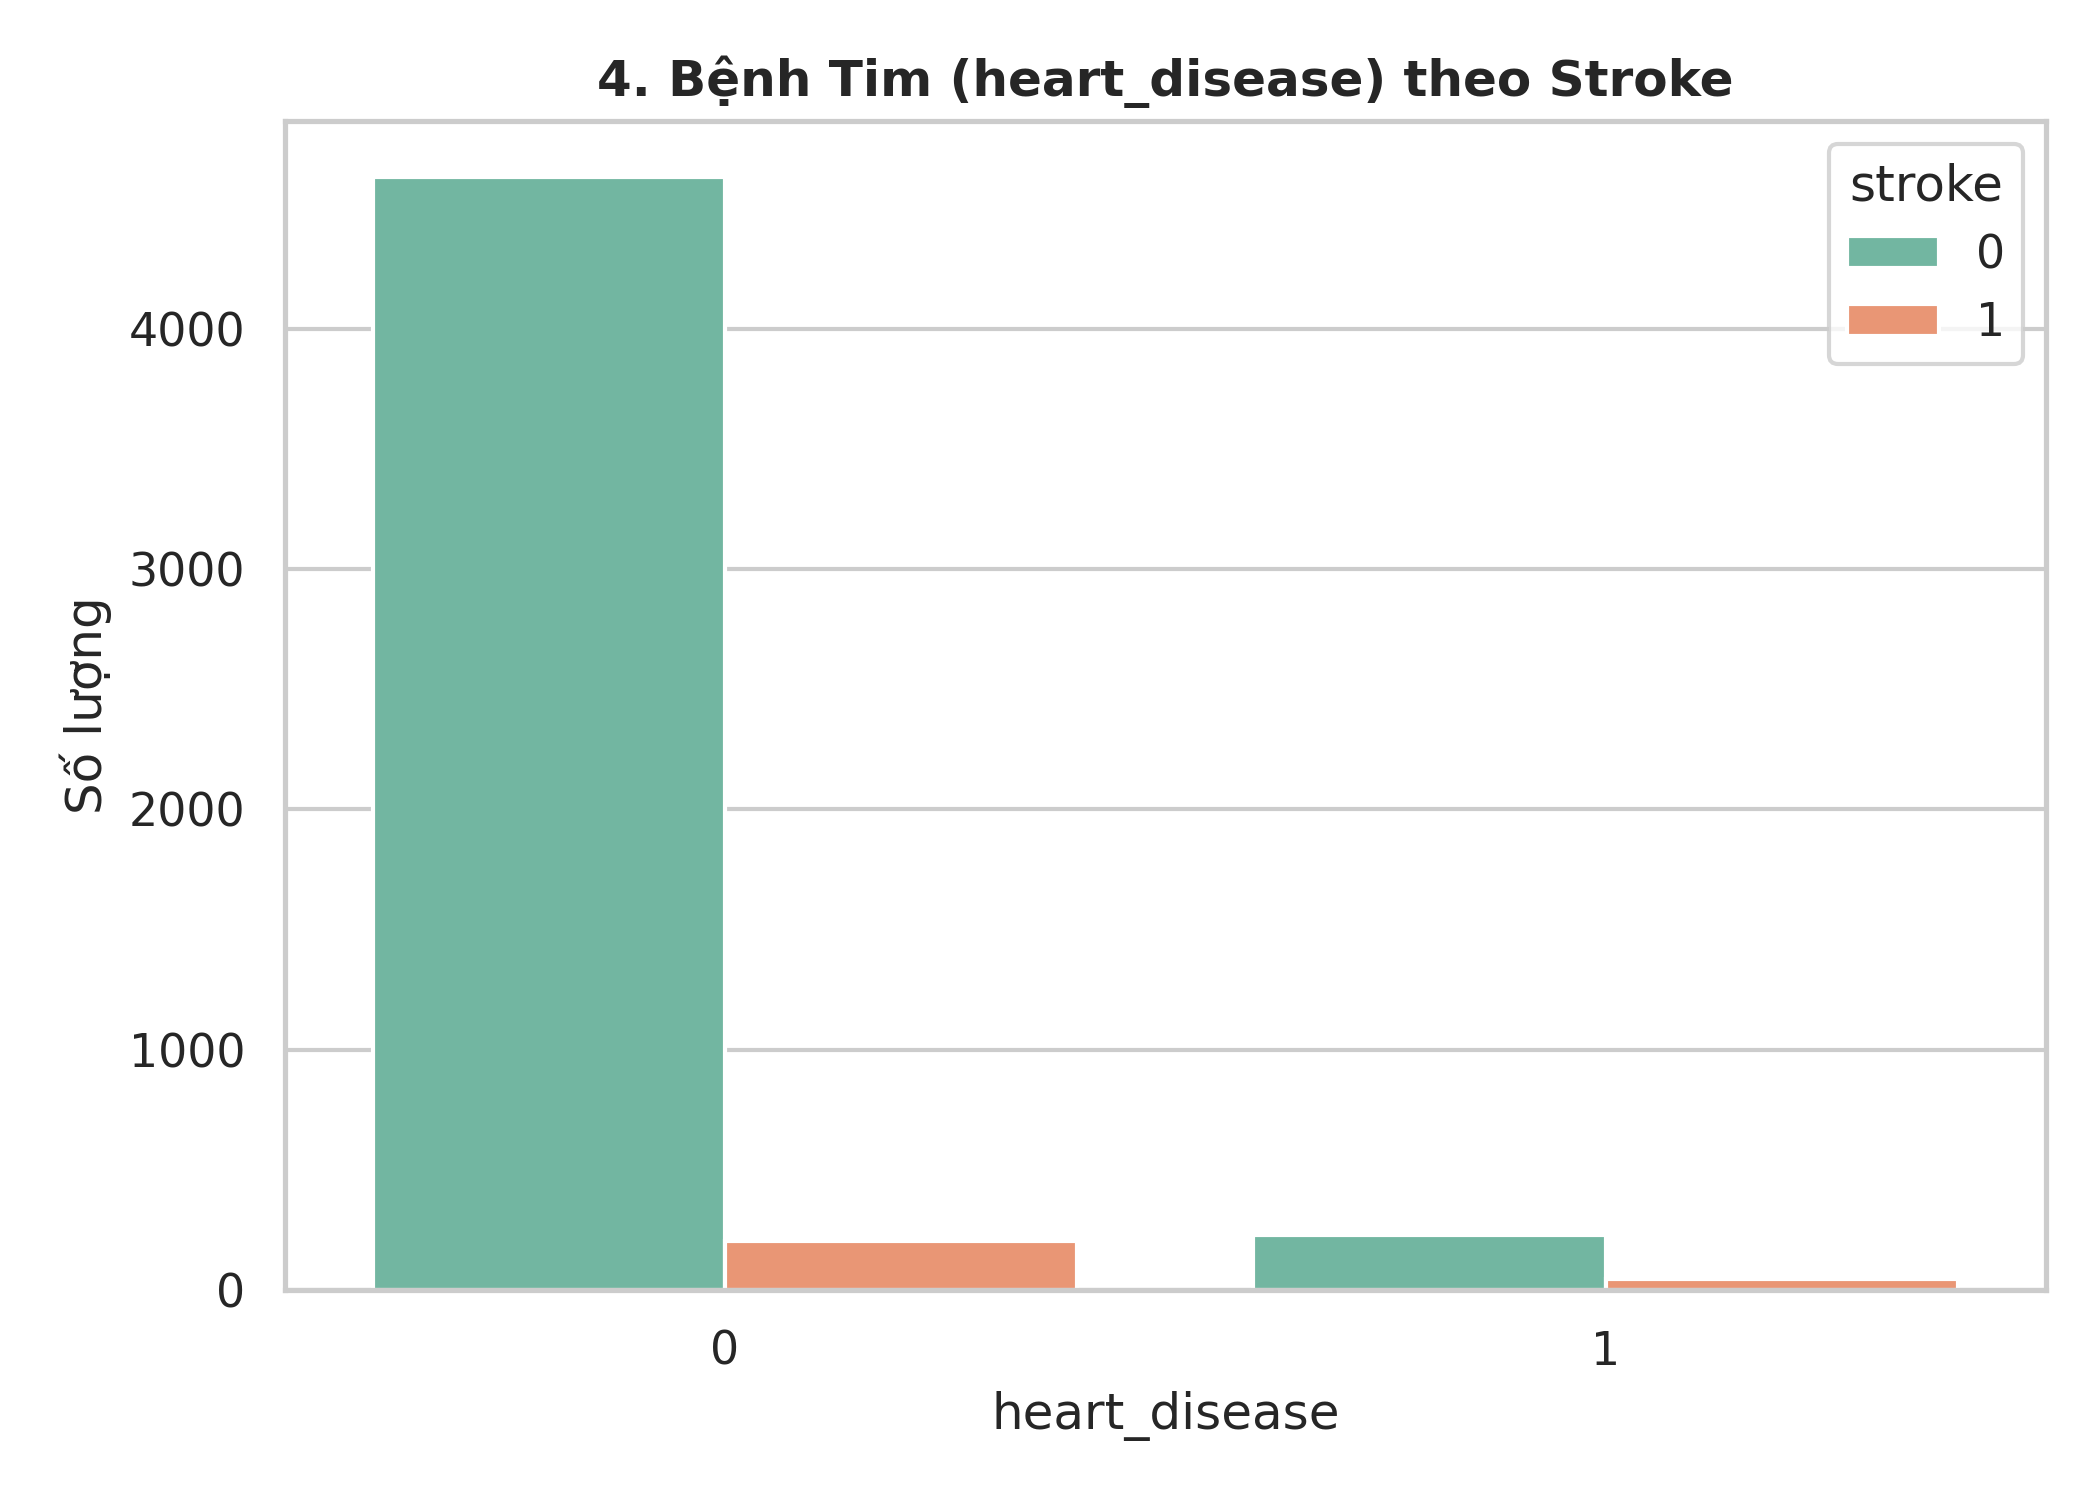 4. Bệnh Tim (heart_disease) theo Stroke
stroke
0
1
Số lượng
4000
3000
2000
1000
0
0
1
heart_disease